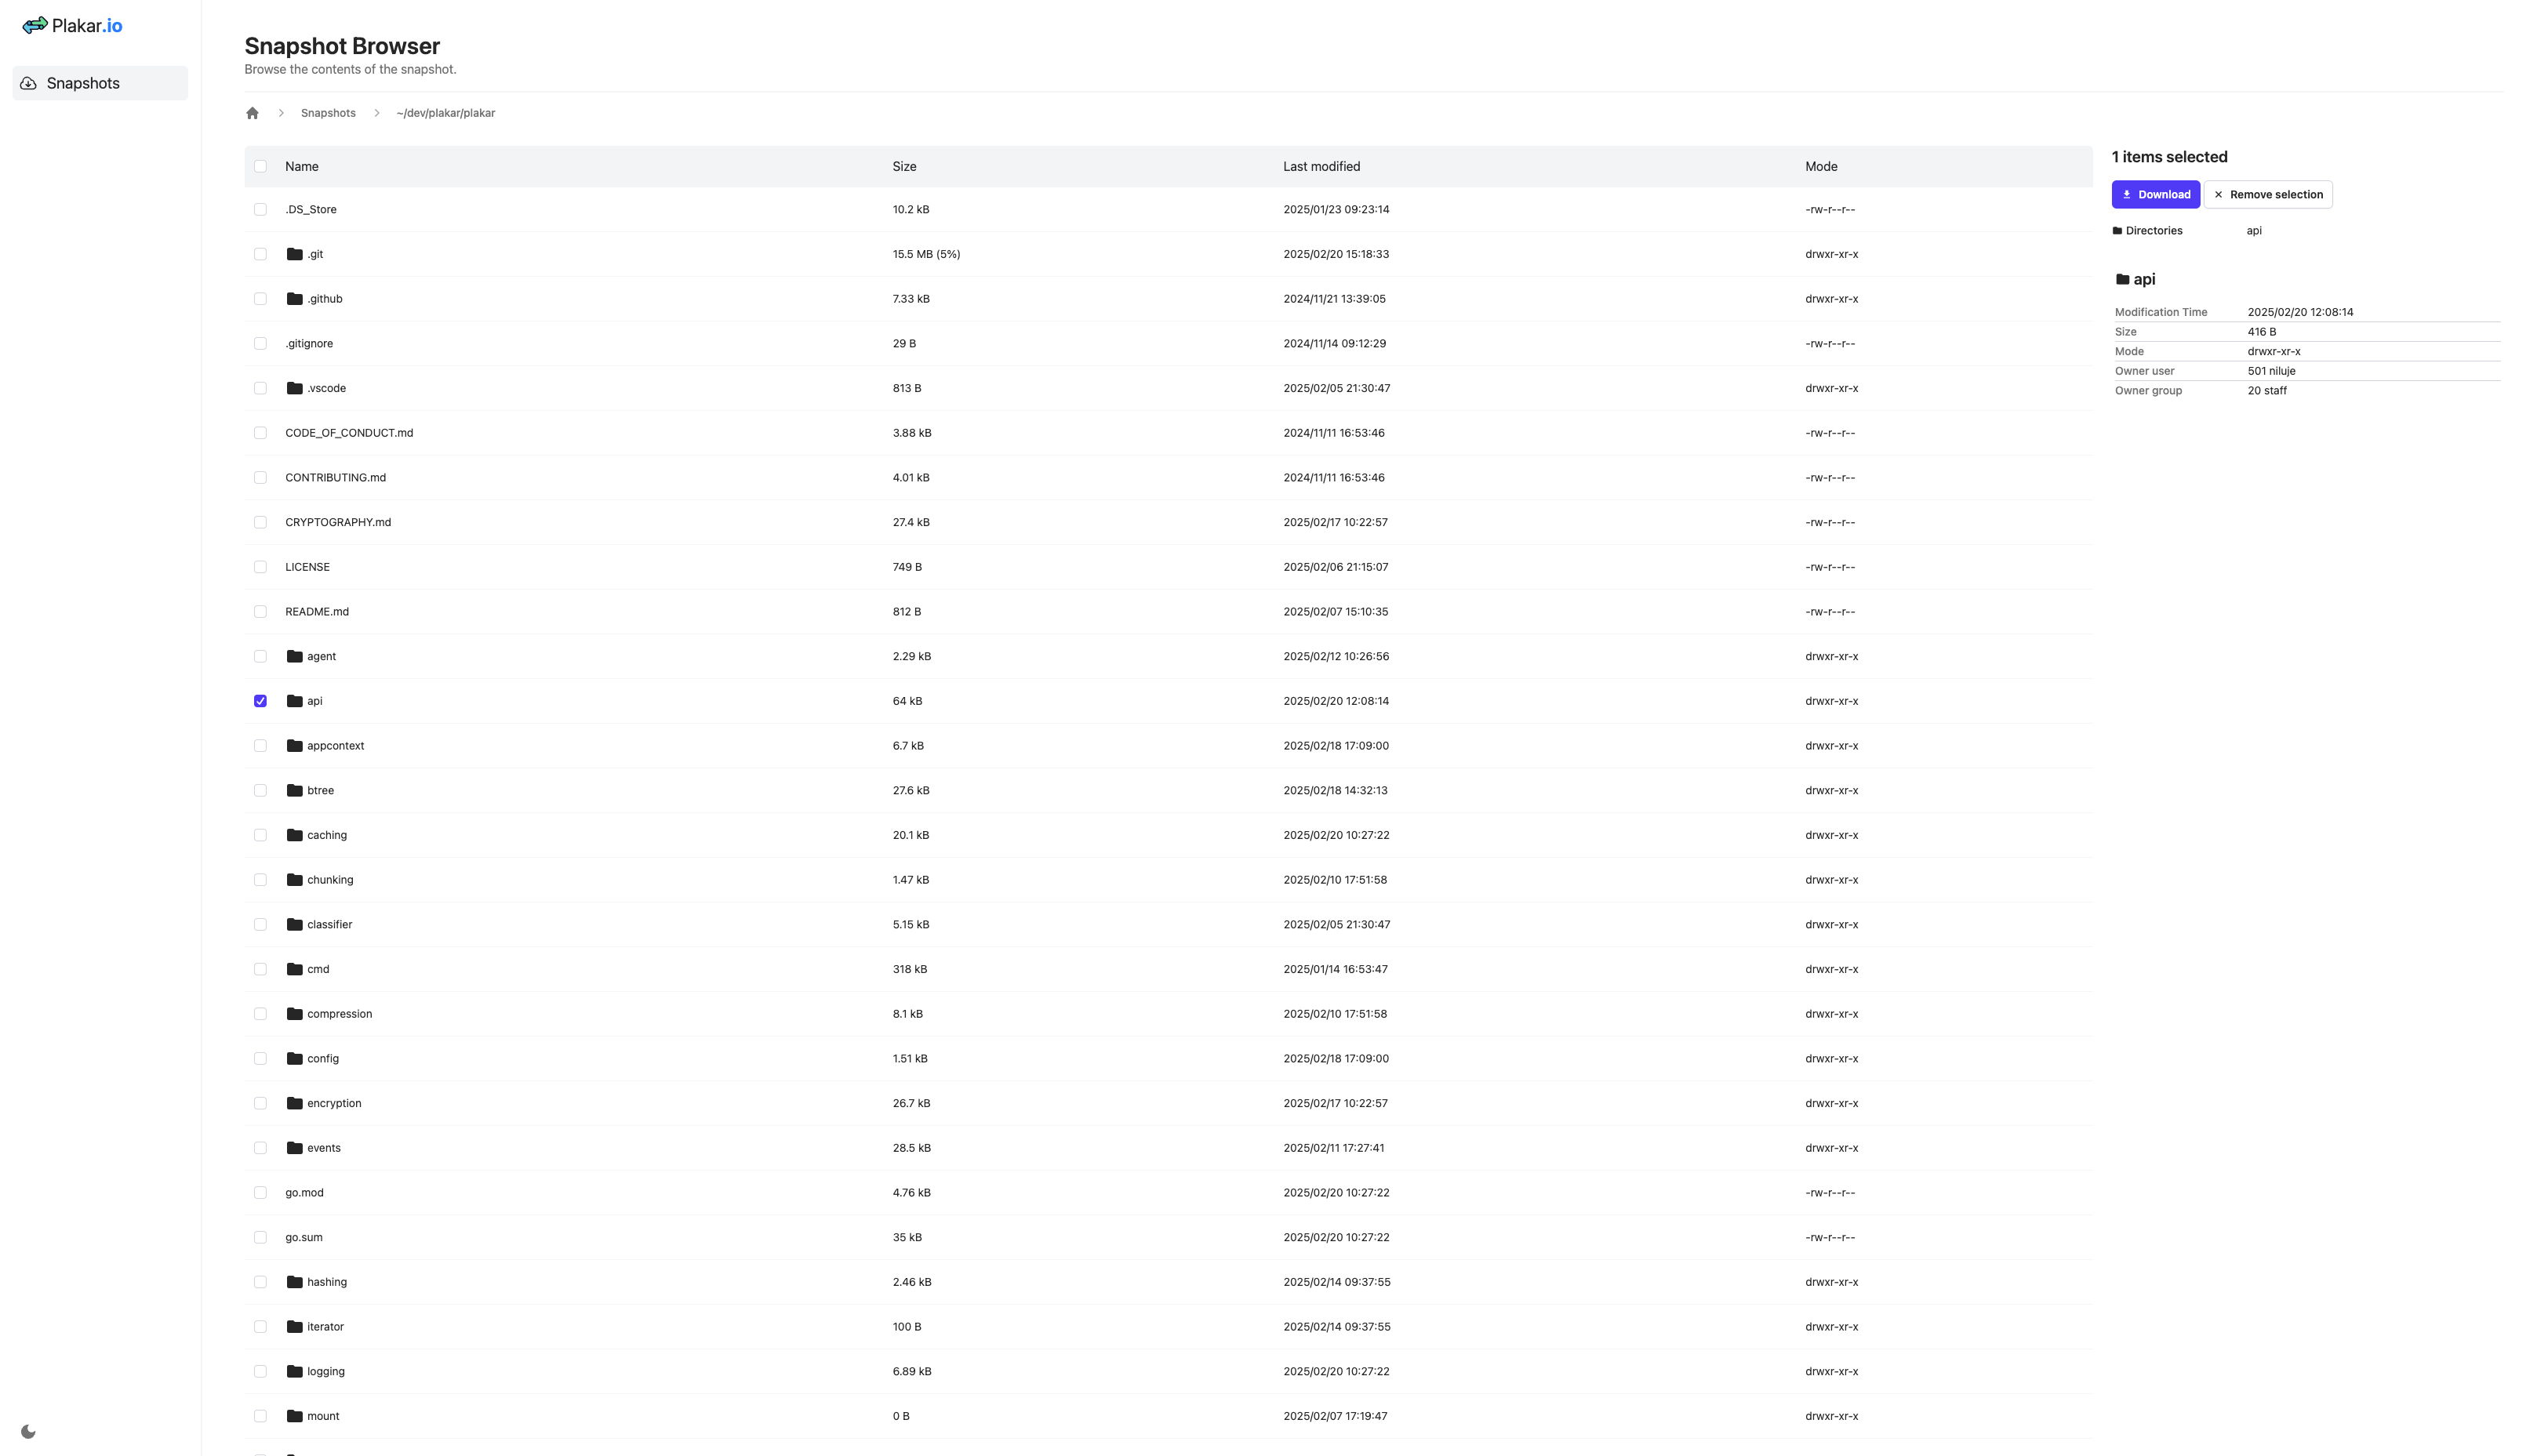 Plakar.io
Snapshots
Snapshot Browser
Browse the contents of the snapshot.
Snapshots ~/dev/plakar/plakar
Name Size Last modified Mode
.DS_Store 10.2 kB 2025/01/23 09:23:14 -rw-r--r--
.git 15.5 MB (5%) 2025/02/20 15:18:33 drwxr-xr-x
.github 7.33 kB 2024/11/21 13:39:05 drwxr-xr-x
.gitignore 29 B 2024/11/14 09:12:29 -rw-r--r--
.vscode 813 B 2025/02/05 21:30:47 drwxr-xr-x
CODE_OF_CONDUCT.md 3.88 kB 2024/11/11 16:53:46 -rw-r--r--
CONTRIBUTING.md 4.01 kB 2024/11/11 16:53:46 -rw-r--r--
CRYPTOGRAPHY.md 27.4 kB 2025/02/17 10:22:57 -rw-r--r--
LICENSE 749 B 2025/02/06 21:15:07 -rw-r--r--
README.md 812 B 2025/02/07 15:10:35 -rw-r--r--
agent 2.29 kB 2025/02/12 10:26:56 drwxr-xr-x
api 64 kB 2025/02/20 12:08:14 drwxr-xr-x
appcontext 6.7 kB 2025/02/18 17:09:00 drwxr-xr-x
btree 27.6 kB 2025/02/18 14:32:13 drwxr-xr-x
caching 20.1 kB 2025/02/20 10:27:22 drwxr-xr-x
chunking 1.47 kB 2025/02/10 17:51:58 drwxr-xr-x
classifier 5.15 kB 2025/02/05 21:30:47 drwxr-xr-x
cmd 318 kB 2025/01/14 16:53:47 drwxr-xr-x
compression 8.1 kB 2025/02/10 17:51:58 drwxr-xr-x
config 1.51 kB 2025/02/18 17:09:00 drwxr-xr-x
encryption 26.7 kB 2025/02/17 10:22:57 drwxr-xr-x
events 28.5 kB 2025/02/11 17:27:41 drwxr-xr-x
go.mod 4.76 kB 2025/02/20 10:27:22 -rw-r--r--
go.sum 35 kB 2025/02/20 10:27:22 -rw-r--r--
hashing 2.46 kB 2025/02/14 09:37:55 drwxr-xr-x
iterator 100 B 2025/02/14 09:37:55 drwxr-xr-x
logging 6.89 kB 2025/02/20 10:27:22 drwxr-xr-x
mount 0 B 2025/02/07 17:19:47 drwxr-xr-x
1 items selected
Download Remove selection
Directories api
api
Modification Time 2025/02/20 12:08:14
Size 416 B
Mode drwxr-xr-x
Owner user 501 niluje
Owner group 20 staff